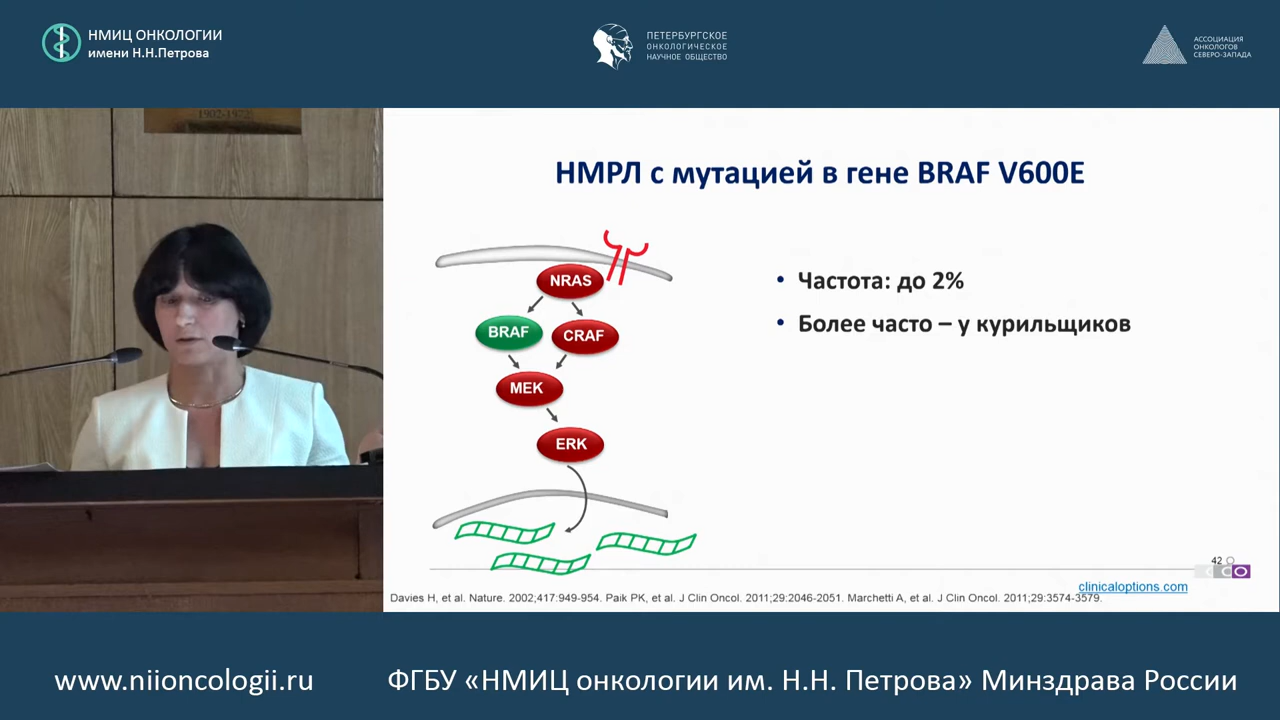 НМИЦ ОНКОЛОГИИ
имени Н.Н.Петрова
ПЕТЕРБУРГСКОЕ
ОНКОЛОГИЧЕСКОЕ
НАУЧНОЕ ОБЩЕСТВО
АССОЦИАЦИЯ
ОНКОЛОГОВ
СЕВЕРО-ЗАПАДА
1902-1972
НМРЛ с мутацией в гене BRAF V600E
NRAS
BRAF
CRAF
MEK
ERK
• Частота: до 2%
• Более часто – у курильщиков
42
clinicaloptions.com
Davies H, et al. Nature. 2002;417:949-954. Paik PK, et al. J Clin Oncol. 2011;29:2046-2051. Marchetti A, et al. J Clin Oncol. 2011;29:3574-3579.
www.niioncologii.ru
ФГБУ «НМИЦ онкологии им. Н.Н. Петрова» Минздрава России